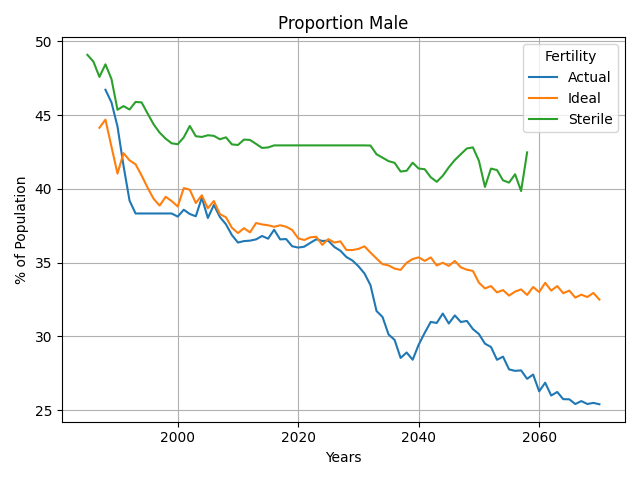 Proportion Male
50
45
40
35
30
25
% of Population
2000
2020
2040
2060
Years
Fertility
Actual
Ideal
Sterile